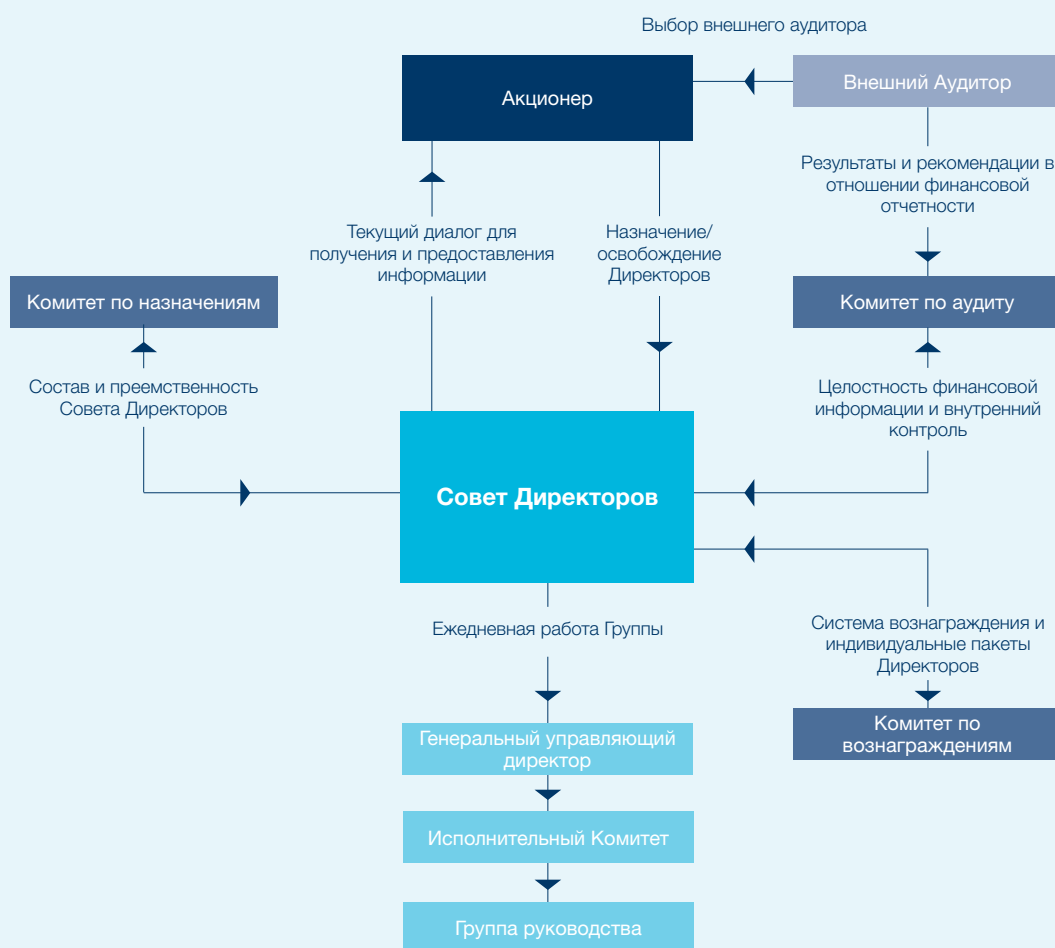 Выбор внешнего аудитора
Акционер
Внешний Аудитор
Результаты и рекомендации в
отношении финансовой
отчетности
Текущий диалог для
получения и предоставления
информации
Назначение/
освобождение
Директоров
Комитет по назначениям
Комитет по аудиту
Состав и преемственность
Совета Директоров
Целостность финансовой
информации и внутренний
контроль
Совет Директоров
Ежедневная работа Группы
Система вознаграждения и
индивидуальные пакеты
Директоров
Генеральный управляющий
директор
Комитет по
вознаграждениям
Исполнительный Комитет
Группа руководства